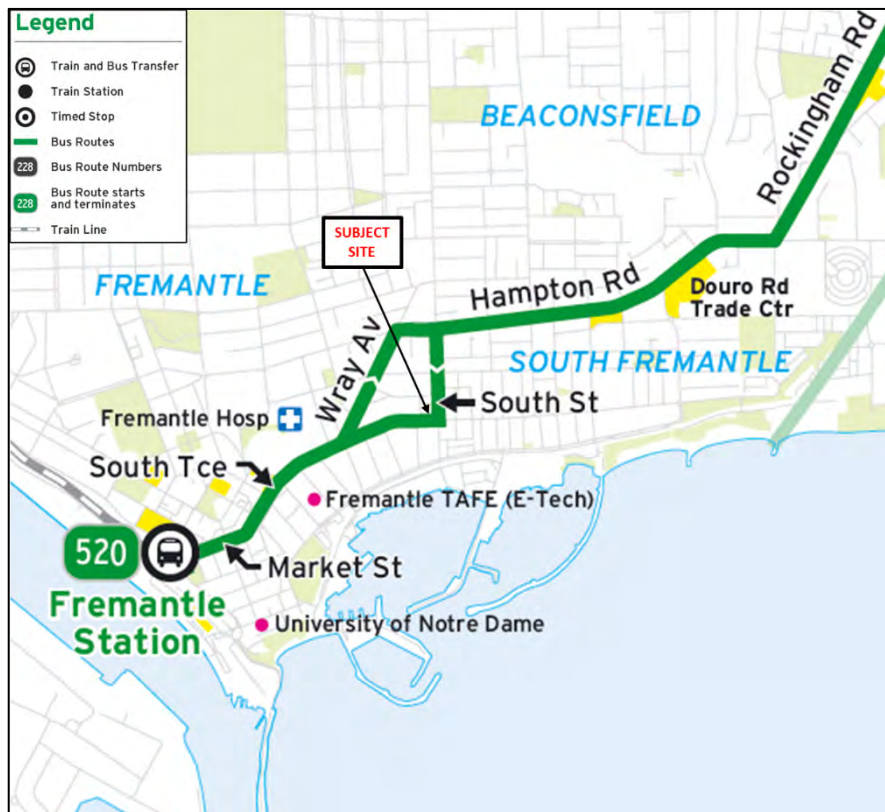 Legend
Train and Bus Transfer
Train Station
Timed Stop
Bus Routes
228
Bus Route Numbers
228
Bus Route starts
and terminates
Train Line
BEACONSFIELD
Rockingham Rd
SUBJECT
SITE
FREMANTLE
Hampton Rd
Douro Rd
Trade Ctr
Wray Av
SOUTH FREMANTLE
South St
Fremantle Hosp
South Tce
Fremantle TAFE (E-Tech)
520
Market St
Fremantle
Station
University of Notre Dame